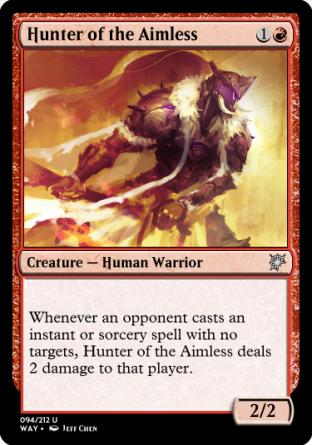 Hunter of the Aimless 1
Creature — Human Warrior
Whenever an opponent casts an
instant or sorcery spell with no
targets, Hunter of the Aimless deals
2 damage to that player.
094/212 U
WAY • Jeff Chen
2/2